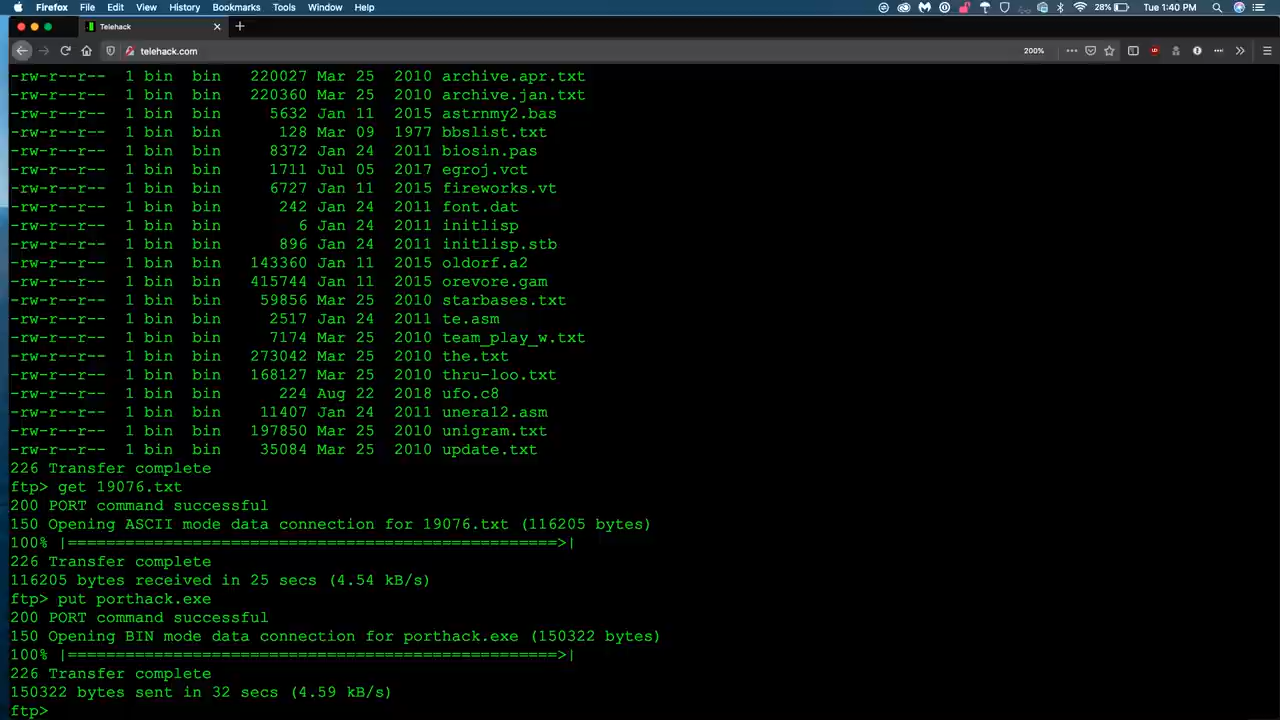 Firefox File Edit View History Bookmarks Tools Window Help 28% Tue 1:40 PM
Telehack
telehack.com 200%
-rw-r--r-- 1 bin bin 220027 Mar 25 2010 archive.apr.txt
-rw-r--r-- 1 bin bin 220360 Mar 25 2010 archive.jan.txt
-rw-r--r-- 1 bin bin 5632 Jan 11 2015 astrnmy2.bas
-rw-r--r-- 1 bin bin 128 Mar 09 1977 bbslist.txt
-rw-r--r-- 1 bin bin 8372 Jan 24 2011 biosin.pas
-rw-r--r-- 1 bin bin 1711 Jul 05 2017 egroj.vct
-rw-r--r-- 1 bin bin 6727 Jan 11 2015 fireworks.vt
-rw-r--r-- 1 bin bin 242 Jan 24 2011 font.dat
-rw-r--r-- 1 bin bin 6 Jan 24 2011 initlisp
-rw-r--r-- 1 bin bin 896 Jan 24 2011 initlisp.stb
-rw-r--r-- 1 bin bin 143360 Jan 11 2015 oldorf.a2
-rw-r--r-- 1 bin bin 415744 Jan 11 2015 orevore.gam
-rw-r--r-- 1 bin bin 59856 Mar 25 2010 starbases.txt
-rw-r--r-- 1 bin bin 2517 Jan 24 2011 te.asm
-rw-r--r-- 1 bin bin 7174 Mar 25 2010 team_play_w.txt
-rw-r--r-- 1 bin bin 273042 Mar 25 2010 the.txt
-rw-r--r-- 1 bin bin 168127 Mar 25 2010 thru-loo.txt
-rw-r--r-- 1 bin bin 224 Aug 22 2018 ufo.c8
-rw-r--r-- 1 bin bin 11407 Jan 24 2011 unera12.asm
-rw-r--r-- 1 bin bin 197850 Mar 25 2010 unigram.txt
-rw-r--r-- 1 bin bin 35084 Mar 25 2010 update.txt
226 Transfer complete
ftp> get 19076.txt
200 PORT command successful
150 Opening ASCII mode data connection for 19076.txt (116205 bytes)
100% |===================================================>|
226 Transfer complete
116205 bytes received in 25 secs (4.54 kB/s)
ftp> put porthack.exe
200 PORT command successful
150 Opening BIN mode data connection for porthack.exe (150322 bytes)
100% |===================================================>|
226 Transfer complete
150322 bytes sent in 32 secs (4.59 kB/s)
ftp>